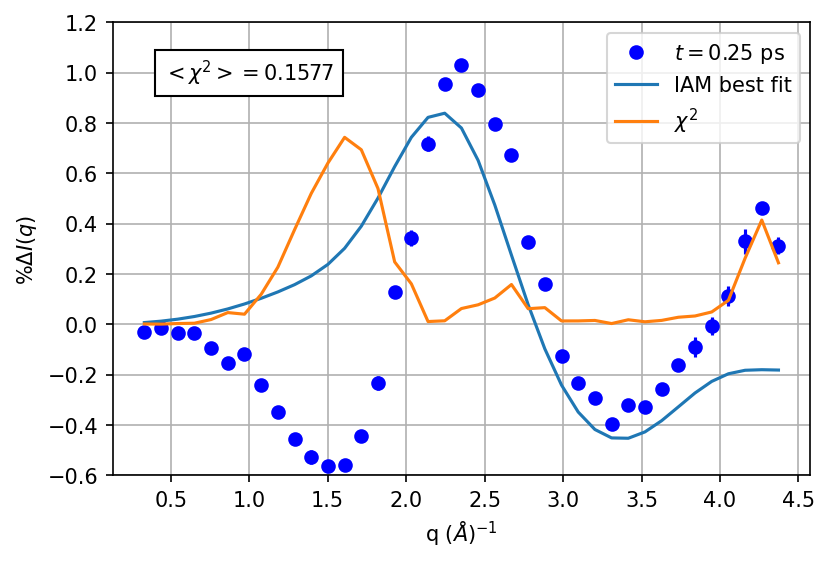 1.2
1.0
0.8
0.6
0.4
0.2
0.0
−0.2
−0.4
−0.6
%ΔI(q)
< χ² > = 0.1577
t = 0.25 ps
IAM best fit
χ²
0.5 1.0 1.5 2.0 2.5 3.0 3.5 4.0 4.5
q (Å)⁻¹